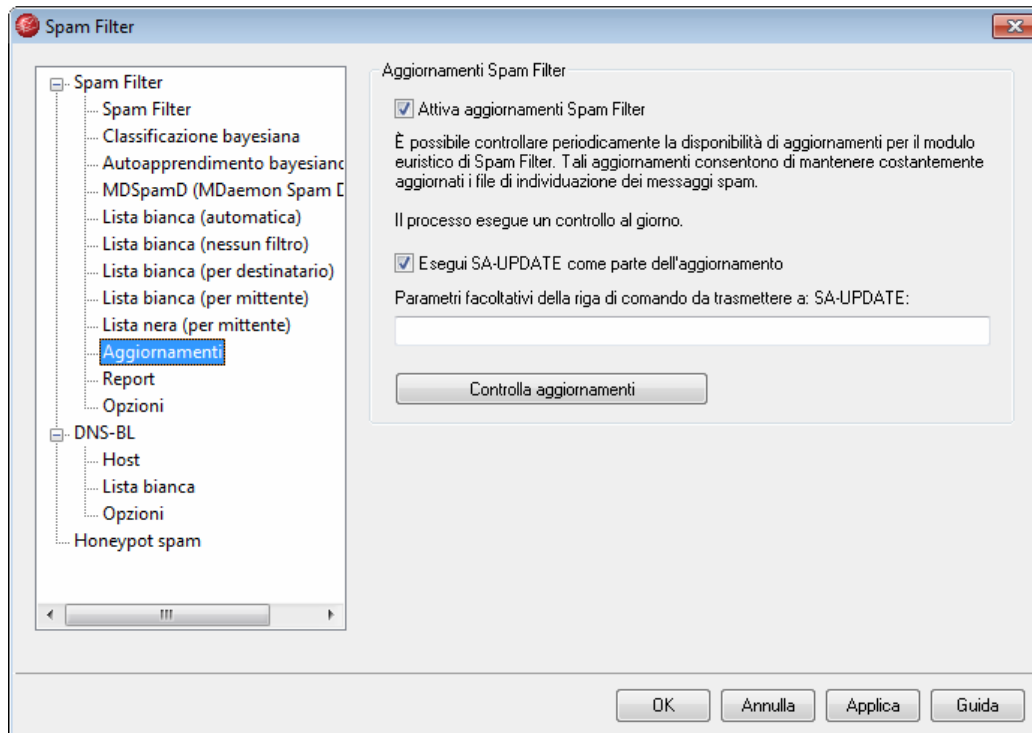 Spam Filter
Spam Filter
Spam Filter
Classificazione bayesiana
Autoapprendimento bayesiano
MDSpamD (MDaemon Spam D
Lista bianca (automatica)
Lista bianca (nessun filtro)
Lista bianca (per destinatario)
Lista bianca (per mittente)
Lista nera (per mittente)
Aggiornamenti
Report
Opzioni
DNS-BL
Host
Lista bianca
Opzioni
Honeypot spam
Aggiornamenti Spam Filter
Attiva aggiornamenti Spam Filter
È possibile controllare periodicamente la disponibilità di aggiornamenti per il modulo
euristico di Spam Filter. Tali aggiornamenti consentono di mantenere costantemente
aggiornati i file di individuazione dei messaggi spam.
Il processo esegue un controllo al giorno.
Esegui SA-UPDATE come parte dell'aggiornamento
Parametri facoltativi della riga di comando da trasmettere a: SA-UPDATE:
Controlla aggiornamenti
OK
Annulla
Applica
Guida